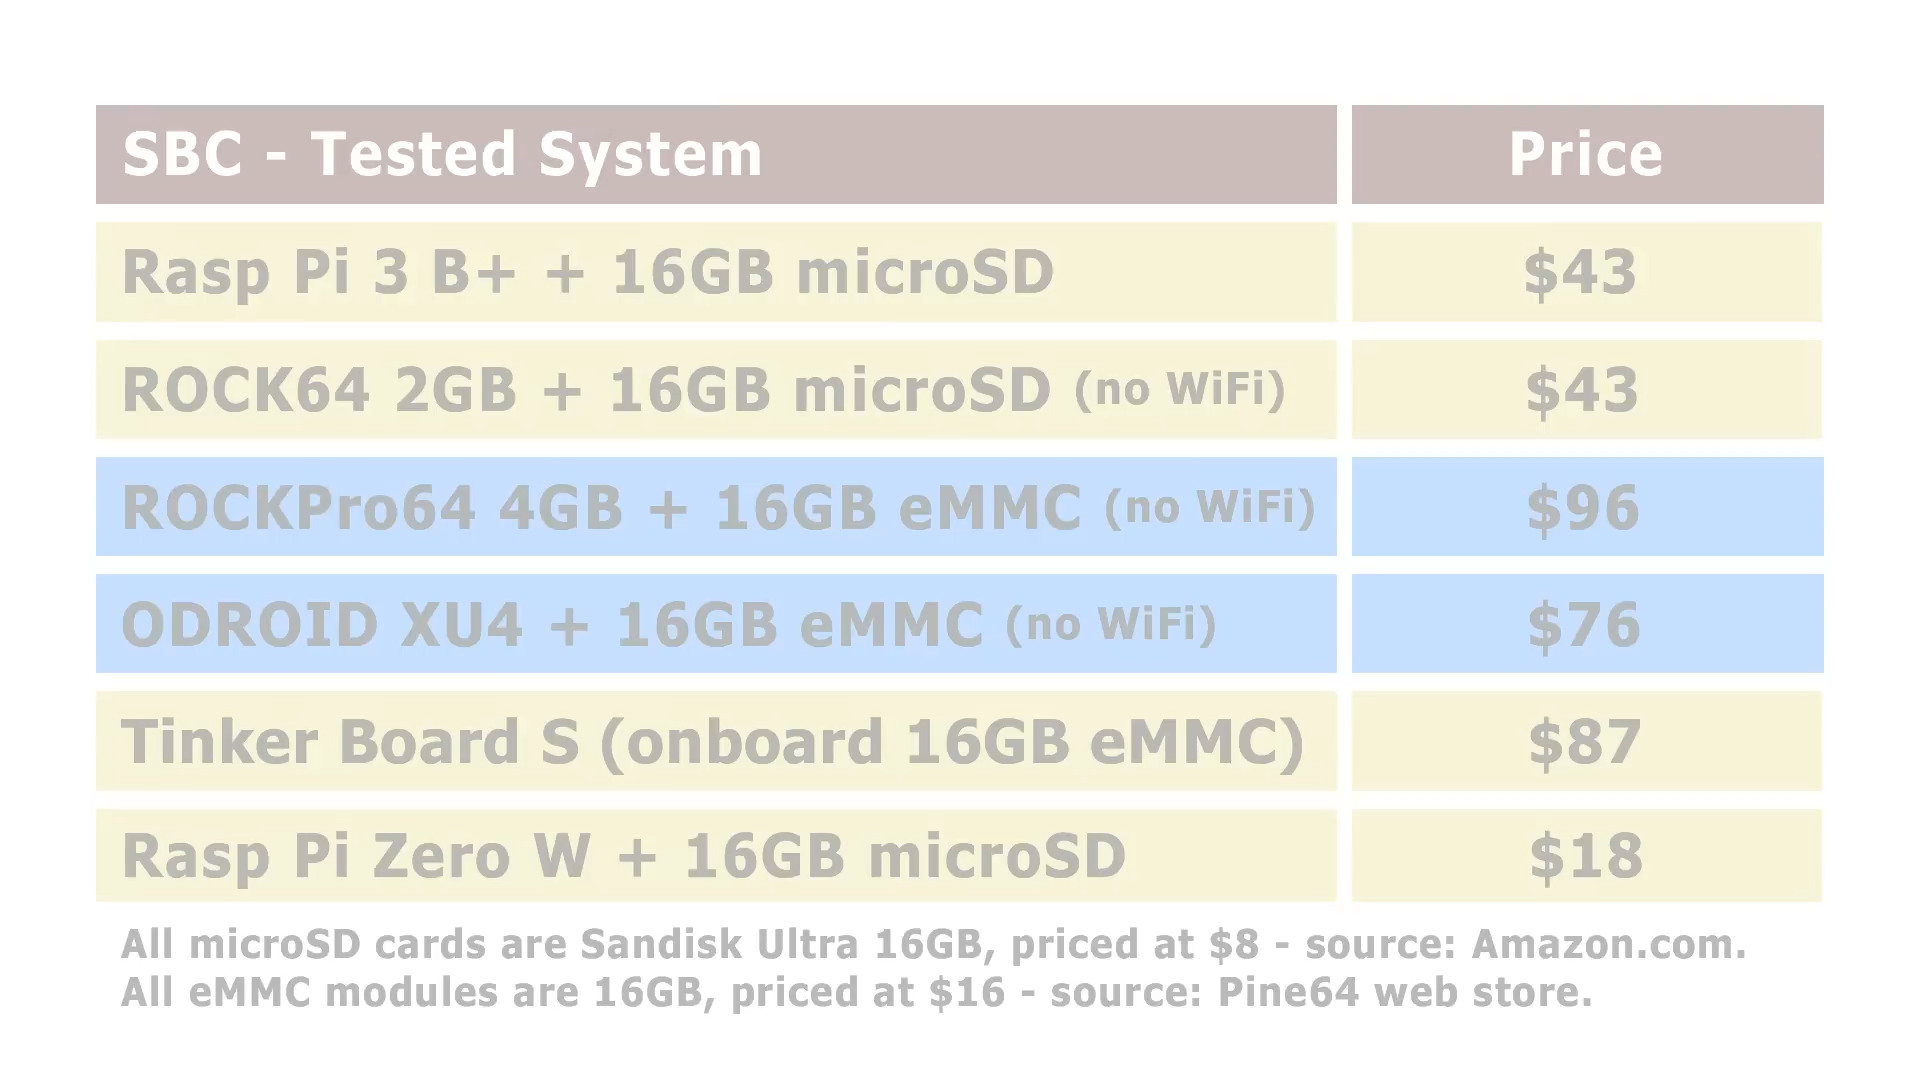 SBC - Tested System Price
Rasp Pi 3 B+ + 16GB microSD $43
ROCK64 2GB + 16GB microSD (no WiFi) $43
ROCKPro64 4GB + 16GB eMMC (no WiFi) $96
ODROID XU4 + 16GB eMMC (no WiFi) $76
Tinker Board S (onboard 16GB eMMC) $87
Rasp Pi Zero W + 16GB microSD $18
All microSD cards are Sandisk Ultra 16GB, priced at $8 - source: Amazon.com.
All eMMC modules are 16GB, priced at $16 - source: Pine64 web store.